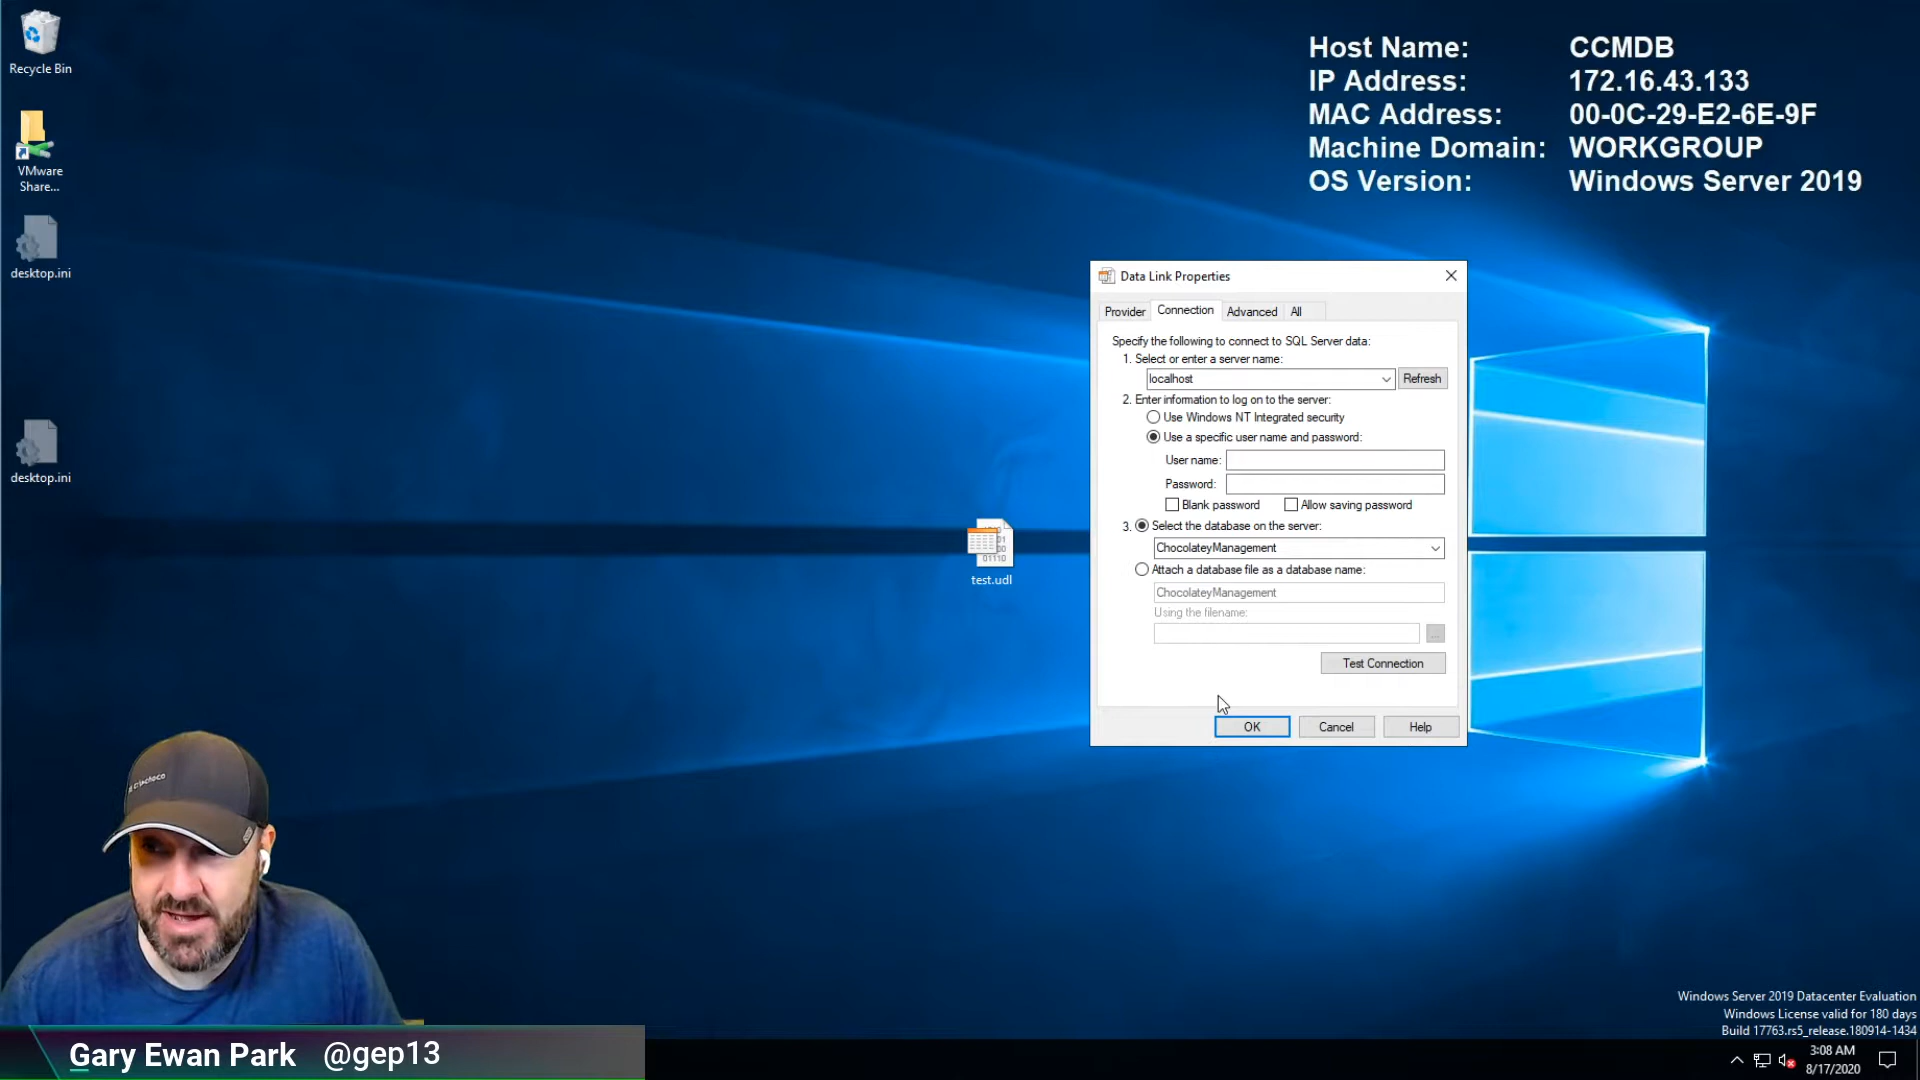 Recycle Bin
VMware
Share...
desktop.ini
desktop.ini
test.udl
Host Name: CCMDB
IP Address: 172.16.43.133
MAC Address: 00-0C-29-E2-6E-9F
Machine Domain: WORKGROUP
OS Version: Windows Server 2019
Data Link Properties
Provider Connection Advanced All
Specify the following to connect to SQL Server data:
1. Select or enter a server name:
localhost Refresh
2. Enter information to log on to the server:
Use Windows NT Integrated security
Use a specific user name and password:
User name:
Password:
Blank password Allow saving password
3. Select the database on the server:
ChocolateyManagement
Attach a database file as a database name:
ChocolateyManagement
Using the filename:
...
Test Connection
OK Cancel Help
Windows Server 2019 Datacenter Evaluation
Windows License valid for 180 days
Build 17763.rs5_release.180914-1434
Gary Ewan Park @gep13
3:08 AM
8/17/2020